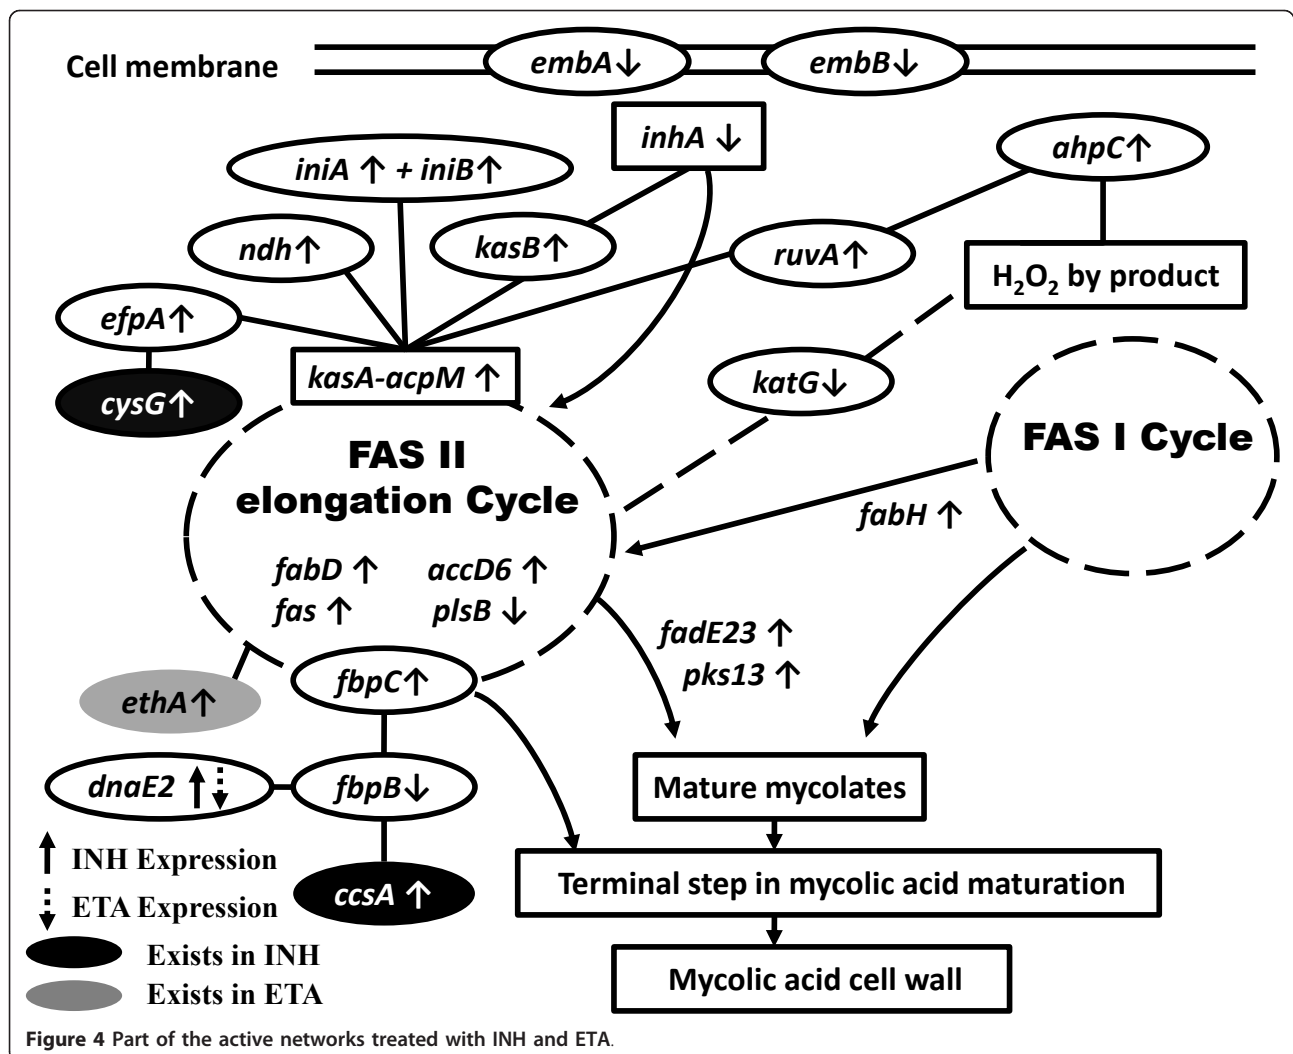 Cell membrane
embA↓
embB↓
inhA ↓
ahpC↑
iniA ↑ + iniB↑
ndh↑
kasB↑
ruvA↑
H₂O₂ by product
efpA↑
kasA-acpM ↑
katG↓
cysG↑
FAS I Cycle
FAS II
elongation Cycle
fabH ↑
fabD ↑
accD6 ↑
fas ↑
plsB ↓
fadE23 ↑
pks13 ↑
ethA↑
fbpC↑
dnaE2 ↑ ⇣
fbpB↓
Mature mycolates
INH Expression
ETA Expression
ccsA ↑
Terminal step in mycolic acid maturation
Exists in INH
Mycolic acid cell wall
Exists in ETA
Figure 4 Part of the active networks treated with INH and ETA.